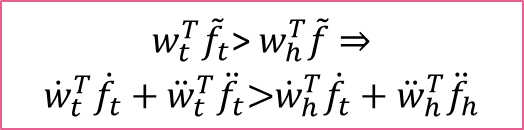 w_t^T f̃_t > w_h^T f̃ ⇒
ẇ_t^T ḟ_t + ẅ_t^T f̈_t > ẇ_h^T ḟ_t + ẅ_h^T f̈_h